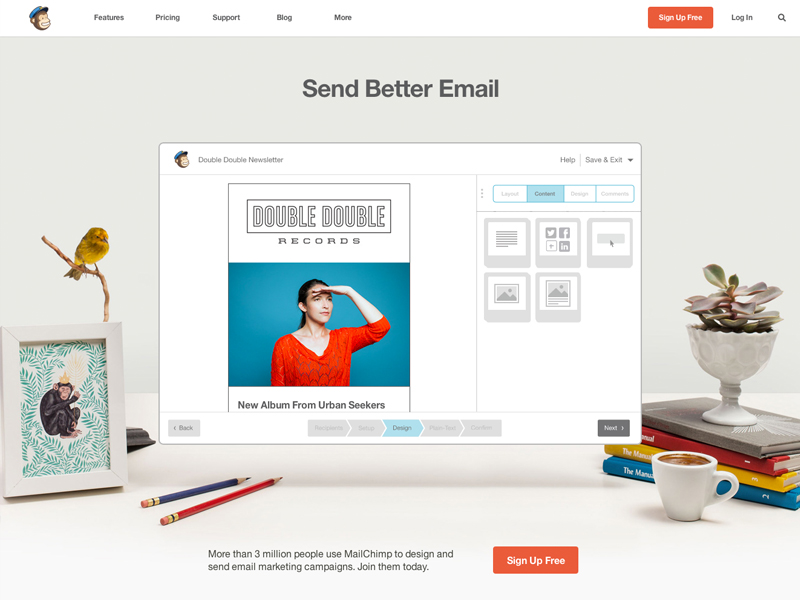 Features Pricing Support Blog More Sign Up Free Log In
Send Better Email
Double Double Newsletter Help Save & Exit
Layout Content Design Comments
DOUBLE DOUBLE
RECORDS
New Album From Urban Seekers
Back Recipients Setup Design Plain-Text Confirm Next
Manual
The Manual
The Manual
More than 3 million people use MailChimp to design and
send email marketing campaigns. Join them today.
Sign Up Free